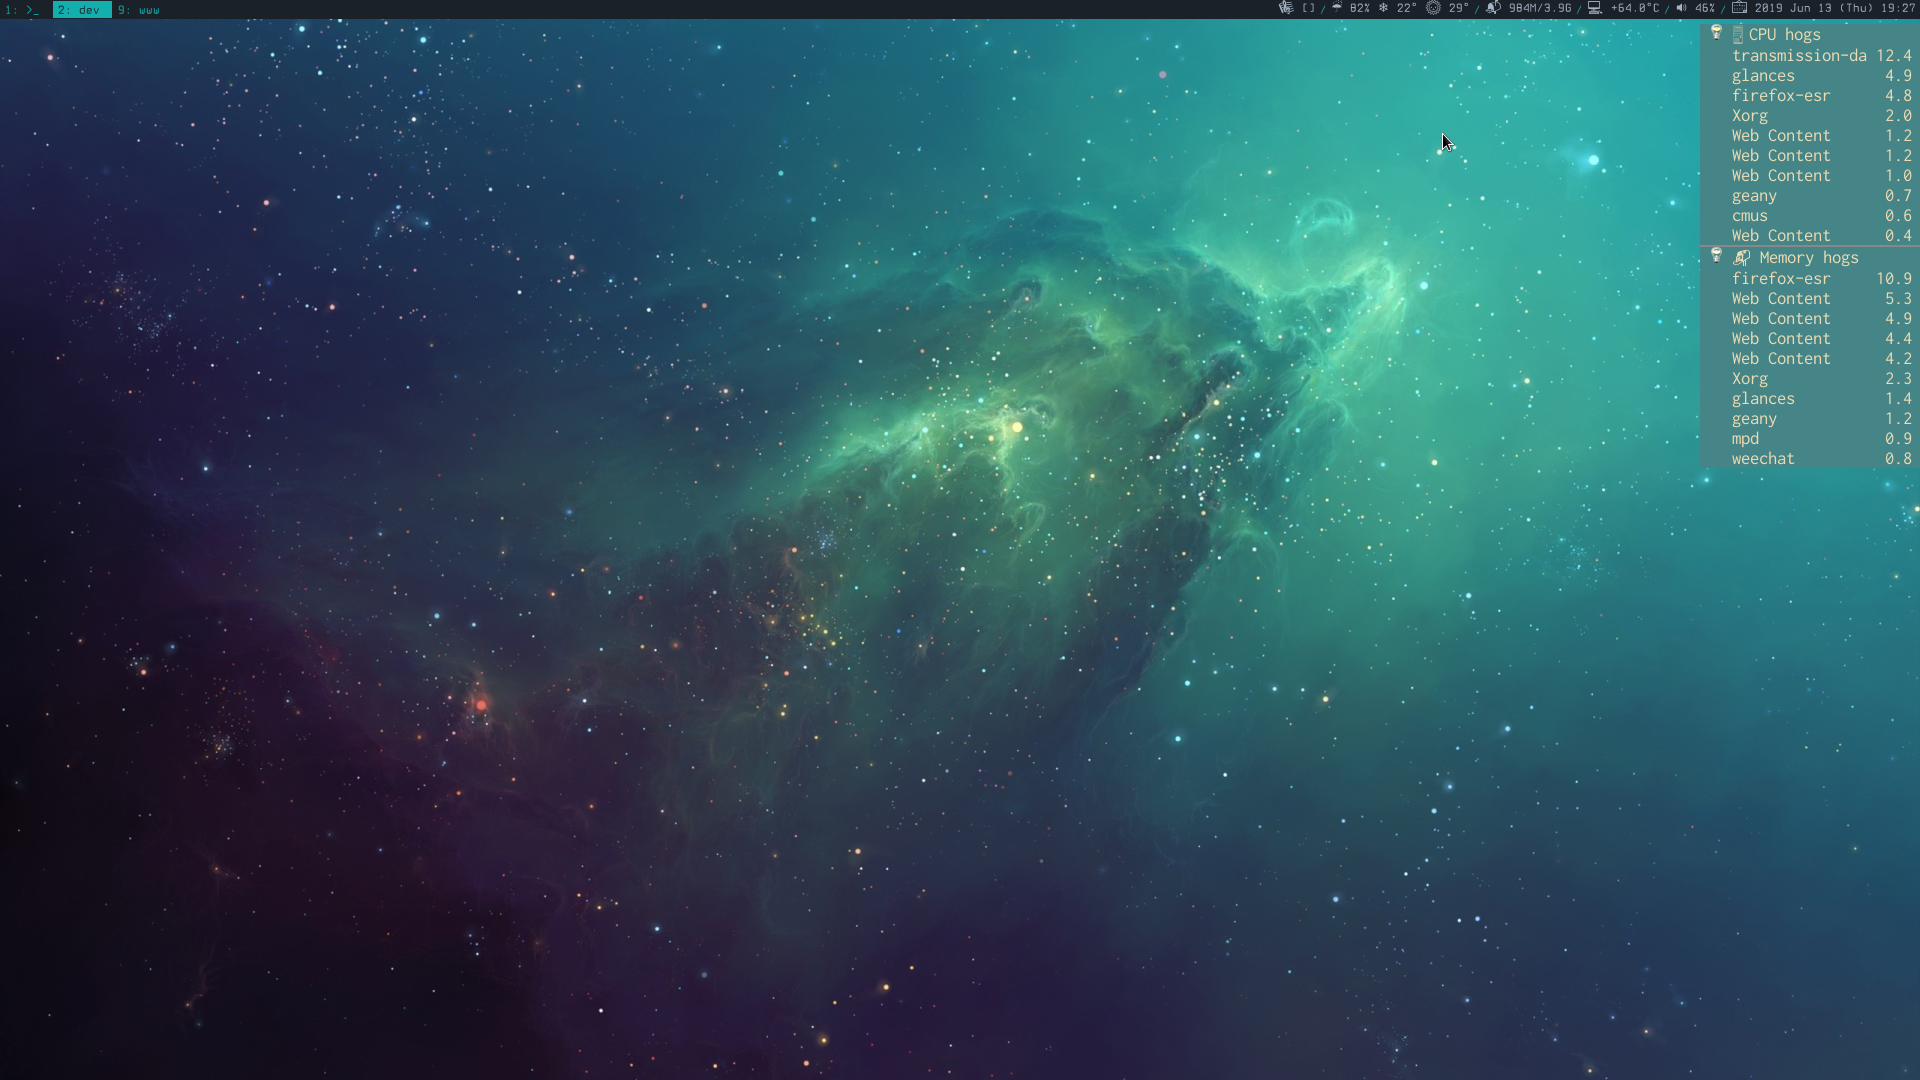 1: >_ 2: dev 9: www [] / 82% 22° 29° / 984M/3.9G / +64.0°C / 46% / 2019 Jun 13 (Thu) 19:27
CPU hogs
transmission-da 12.4
glances 4.9
firefox-esr 4.8
Xorg 2.0
Web Content 1.2
Web Content 1.2
Web Content 1.0
geany 0.7
cmus 0.6
Web Content 0.4
Memory hogs
firefox-esr 10.9
Web Content 5.3
Web Content 4.9
Web Content 4.4
Web Content 4.2
Xorg 2.3
glances 1.4
geany 1.2
mpd 0.9
weechat 0.8